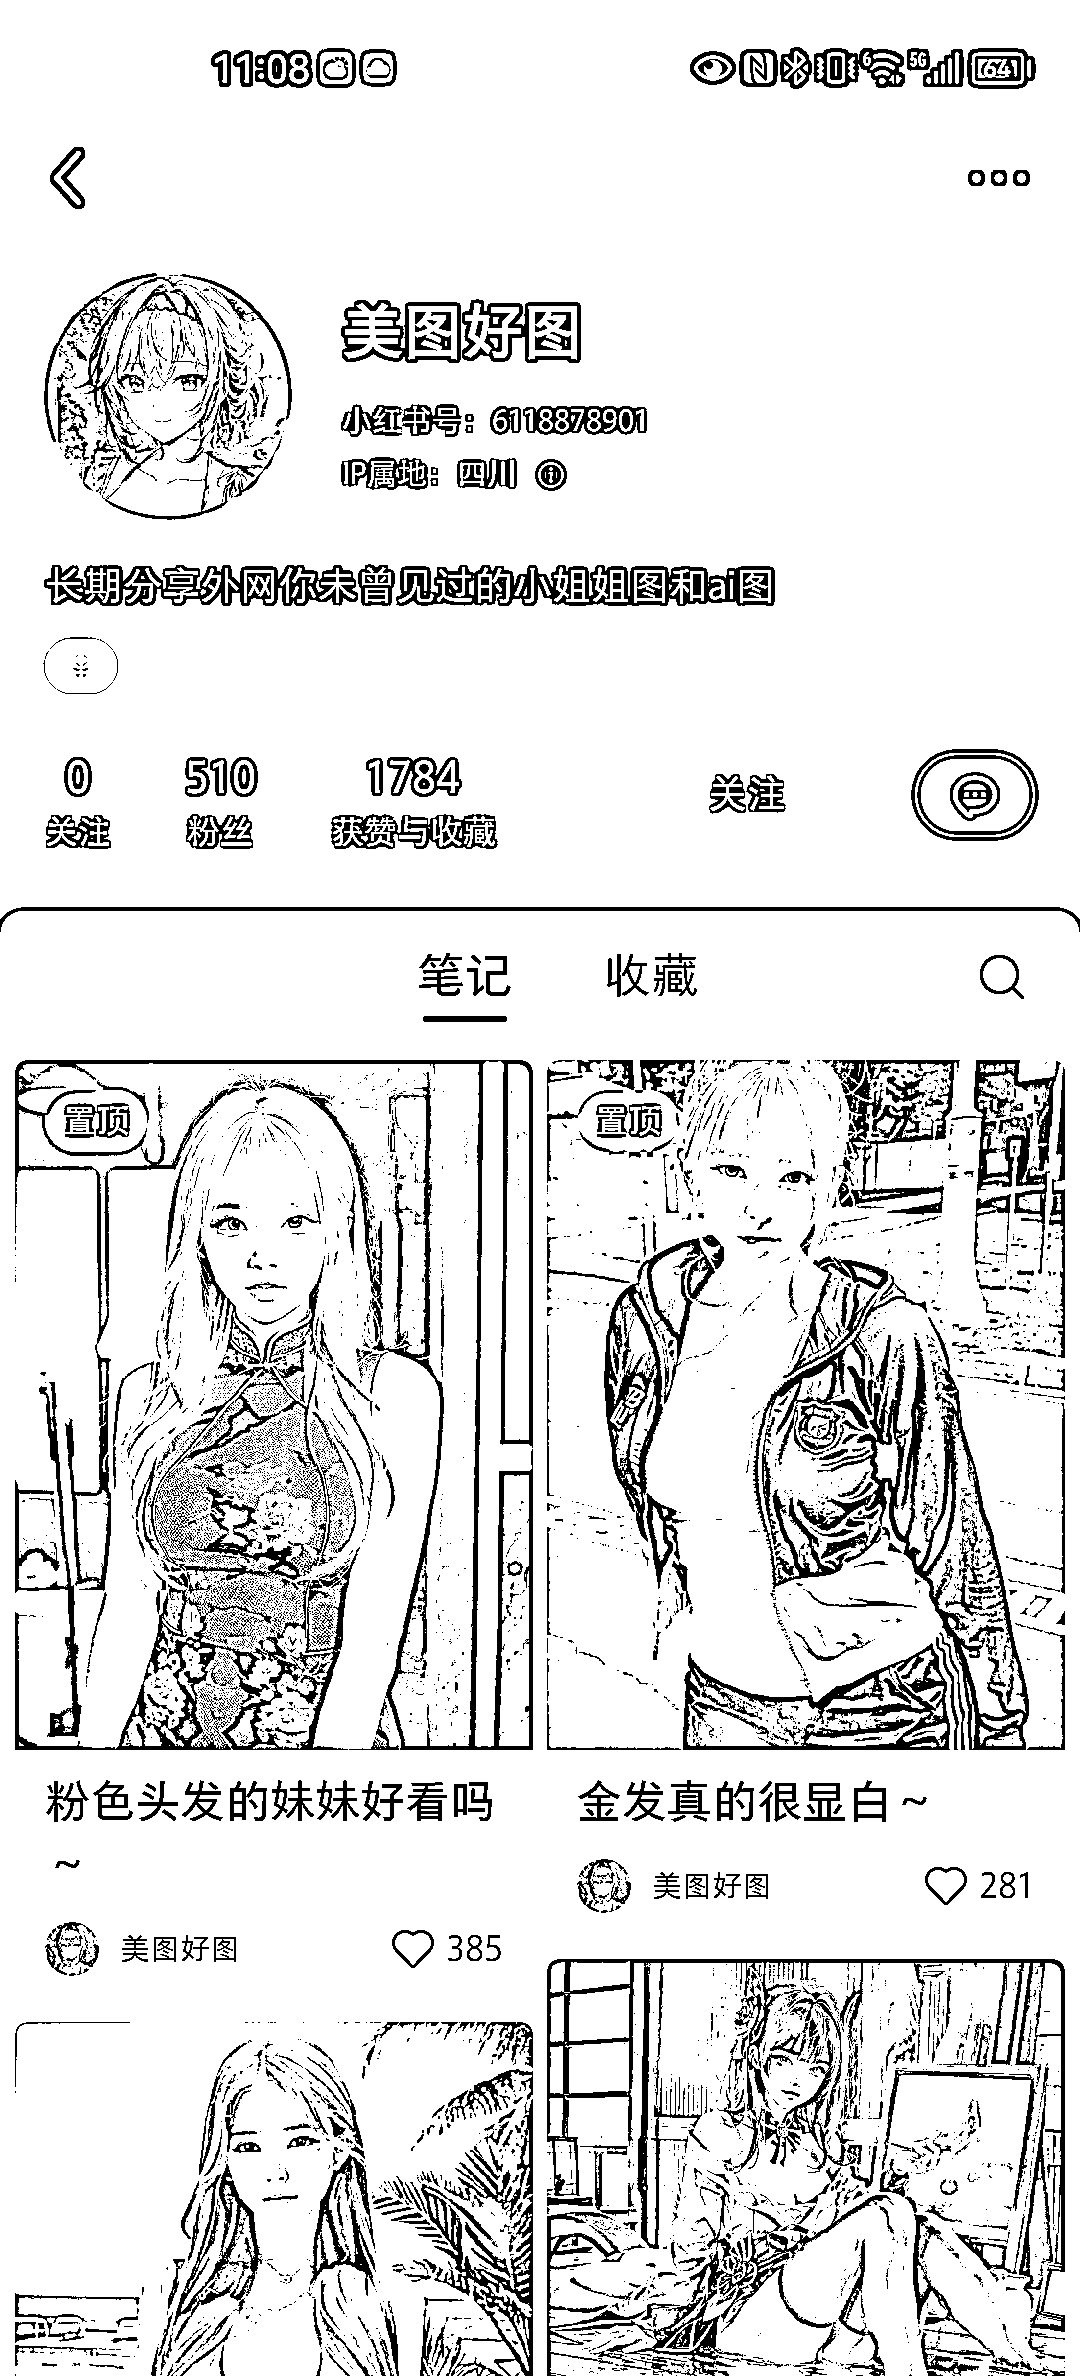 11:08
6 5G 64
美图好图
小红书号：6118878901
IP属地：四川
长期分享外网你未曾见过的小姐姐图和ai图
0 510 1784
关注 粉丝 获赞与收藏 关注
笔记 收藏
置顶 置顶
粉色头发的妹妹好看吗
~
美图好图 385
金发真的很显白~
美图好图 281